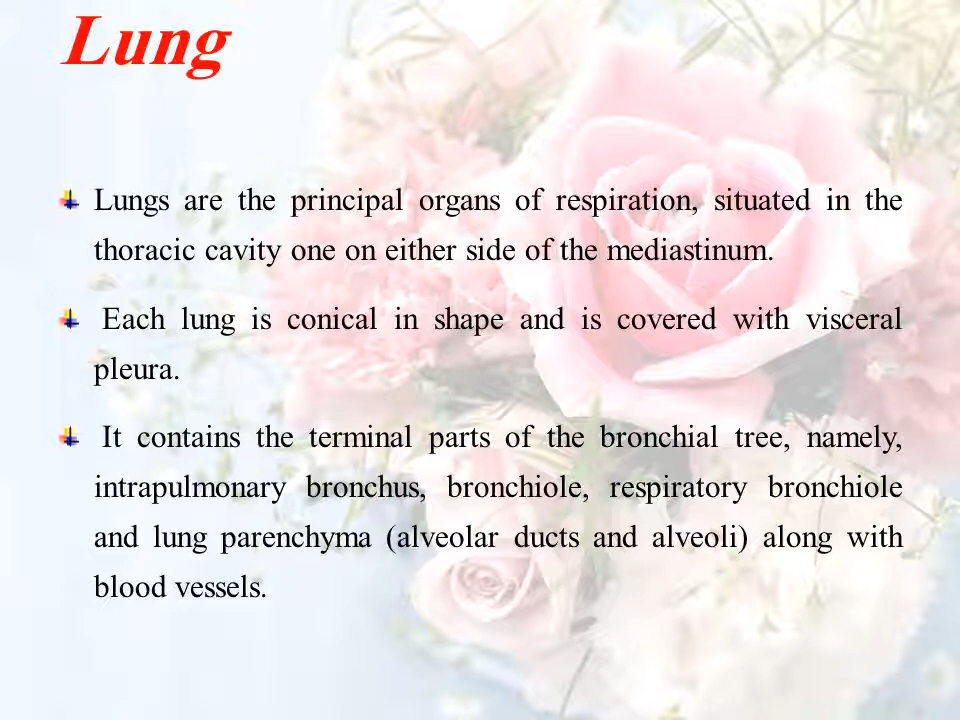 Lung
Lungs are the principal organs of respiration, situated in the
thoracic cavity one on either side of the mediastinum.
Each lung is conical in shape and is covered with visceral
pleura.
It contains the terminal parts of the bronchial tree, namely,
intrapulmonary bronchus, bronchiole, respiratory bronchiole
and lung parenchyma (alveolar ducts and alveoli) along with
blood vessels.